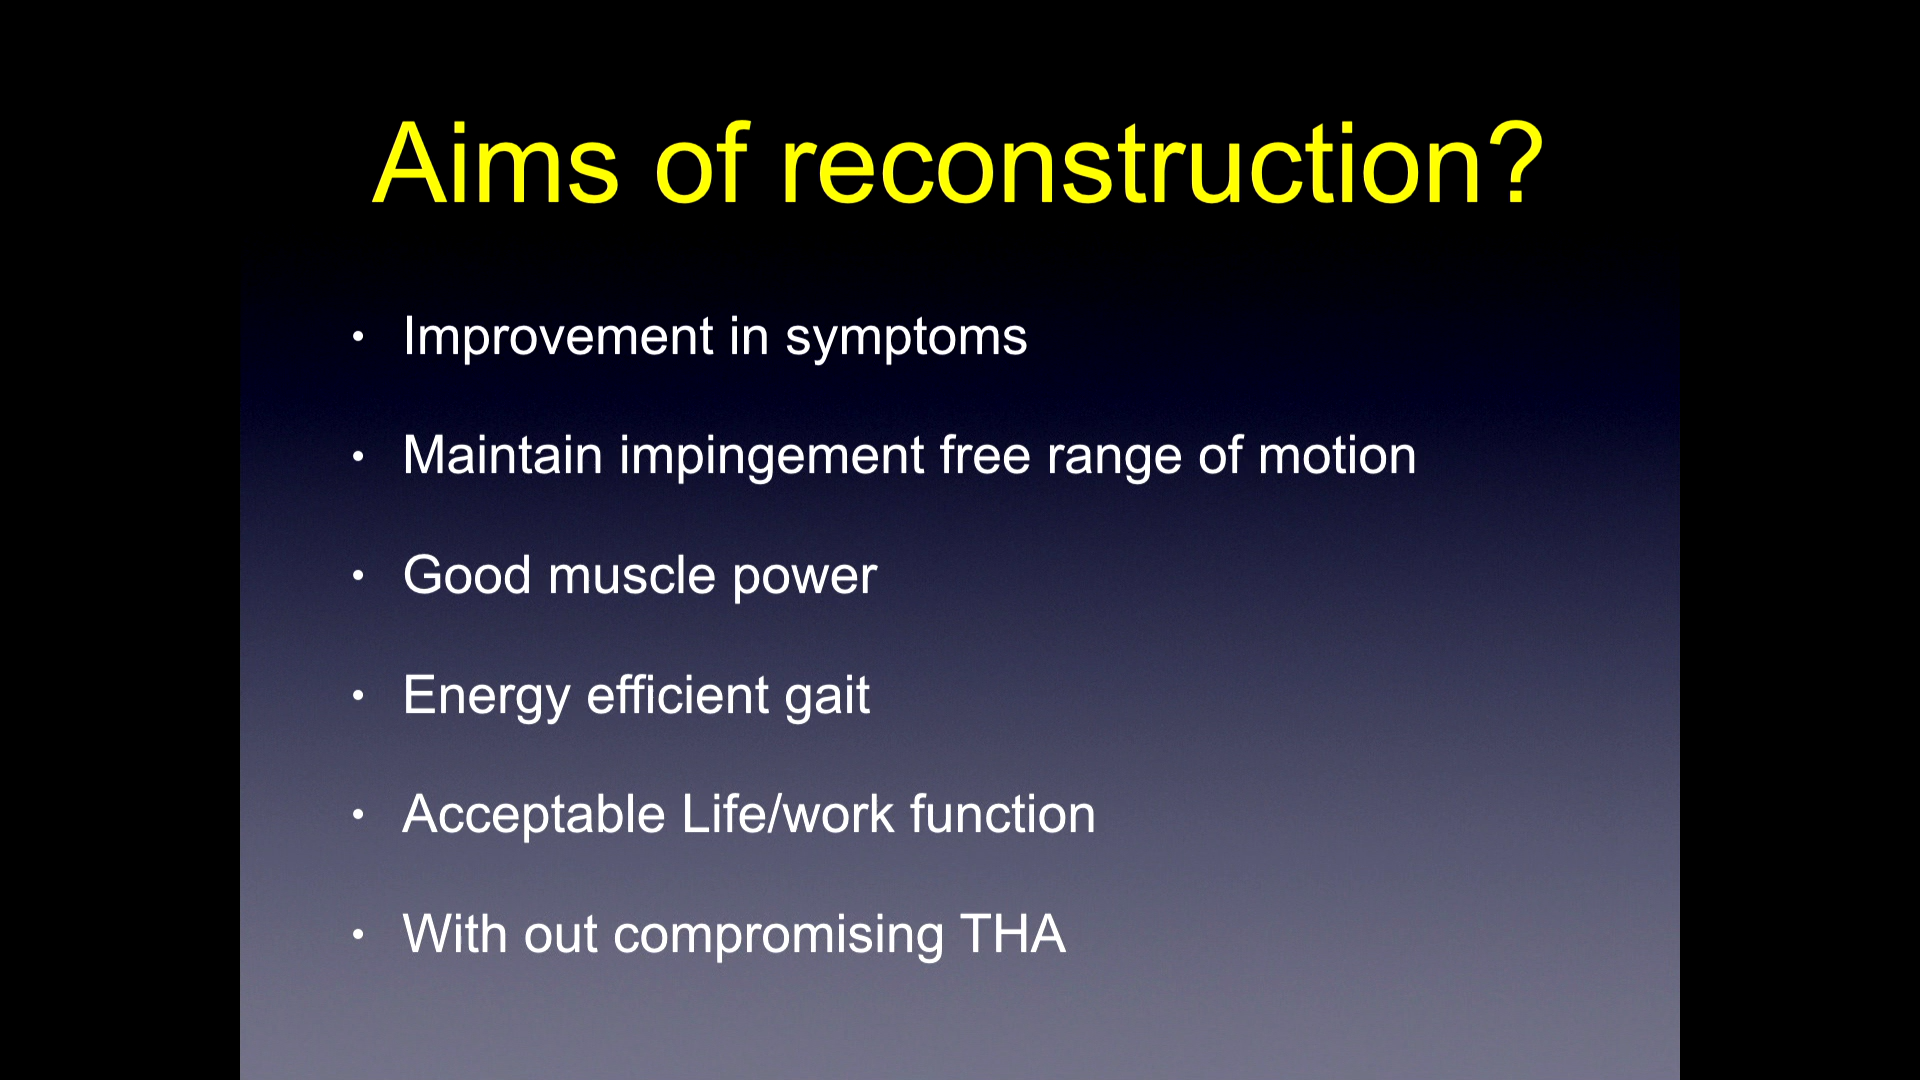 Aims of reconstruction?
• Improvement in symptoms
• Maintain impingement free range of motion
• Good muscle power
• Energy efficient gait
• Acceptable Life/work function
• With out compromising THA